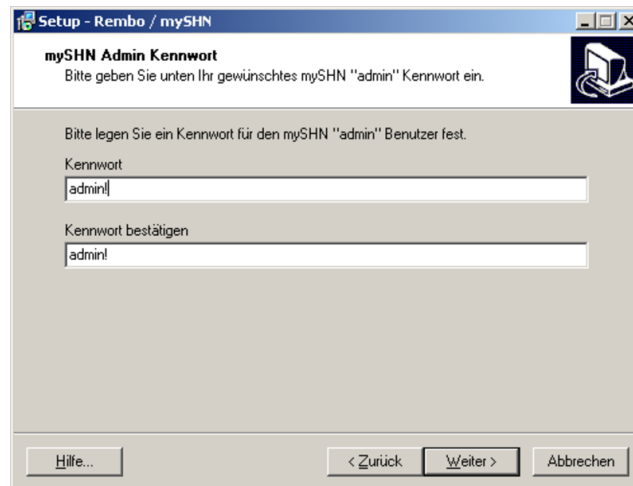 Setup - Rembo / mySHN
mySHN Admin Kennwort
Bitte geben Sie unten Ihr gewünschtes mySHN "admin" Kennwort ein.
Bitte legen Sie ein Kennwort für den mySHN "admin" Benutzer fest.
Kennwort
admin!
Kennwort bestätigen
admin!
Hilfe... < Zurück Weiter > Abbrechen